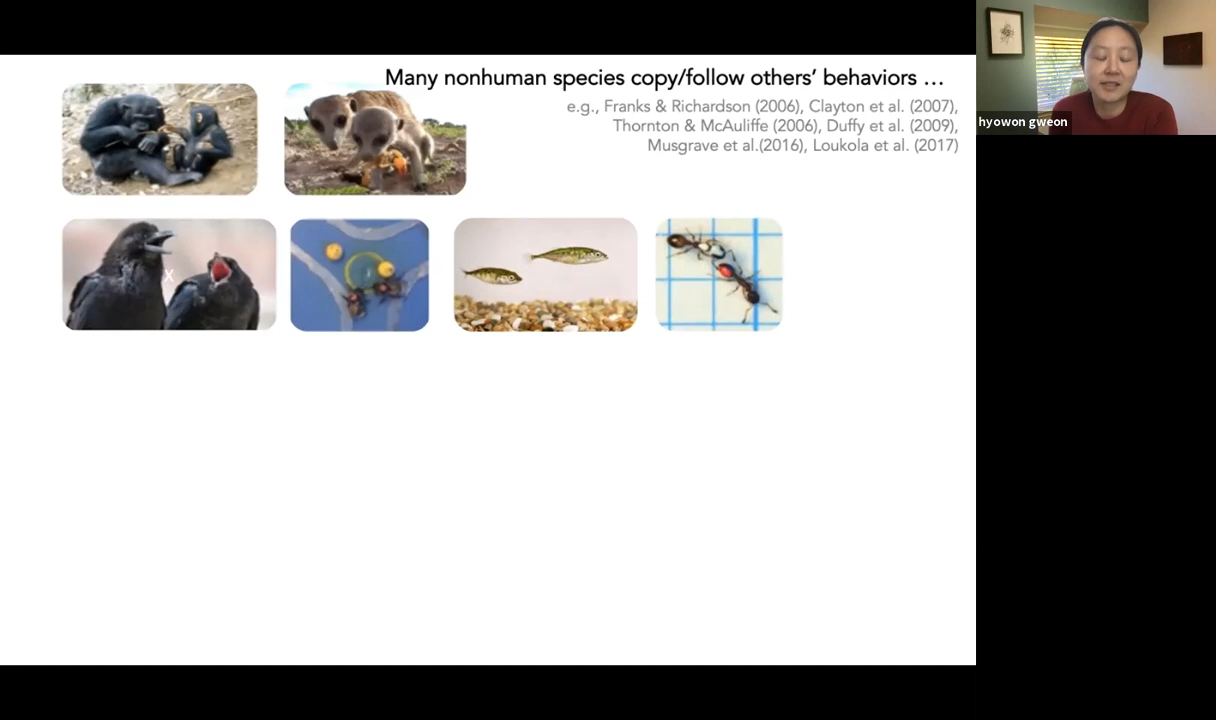 Many nonhuman species copy/follow others’ behaviors …
e.g., Franks & Richardson (2006), Clayton et al. (2007),
Thornton & McAuliffe (2006), Duffy et al. (2009),
Musgrave et al.(2016), Loukola et al. (2017)
hyowon gweon
X